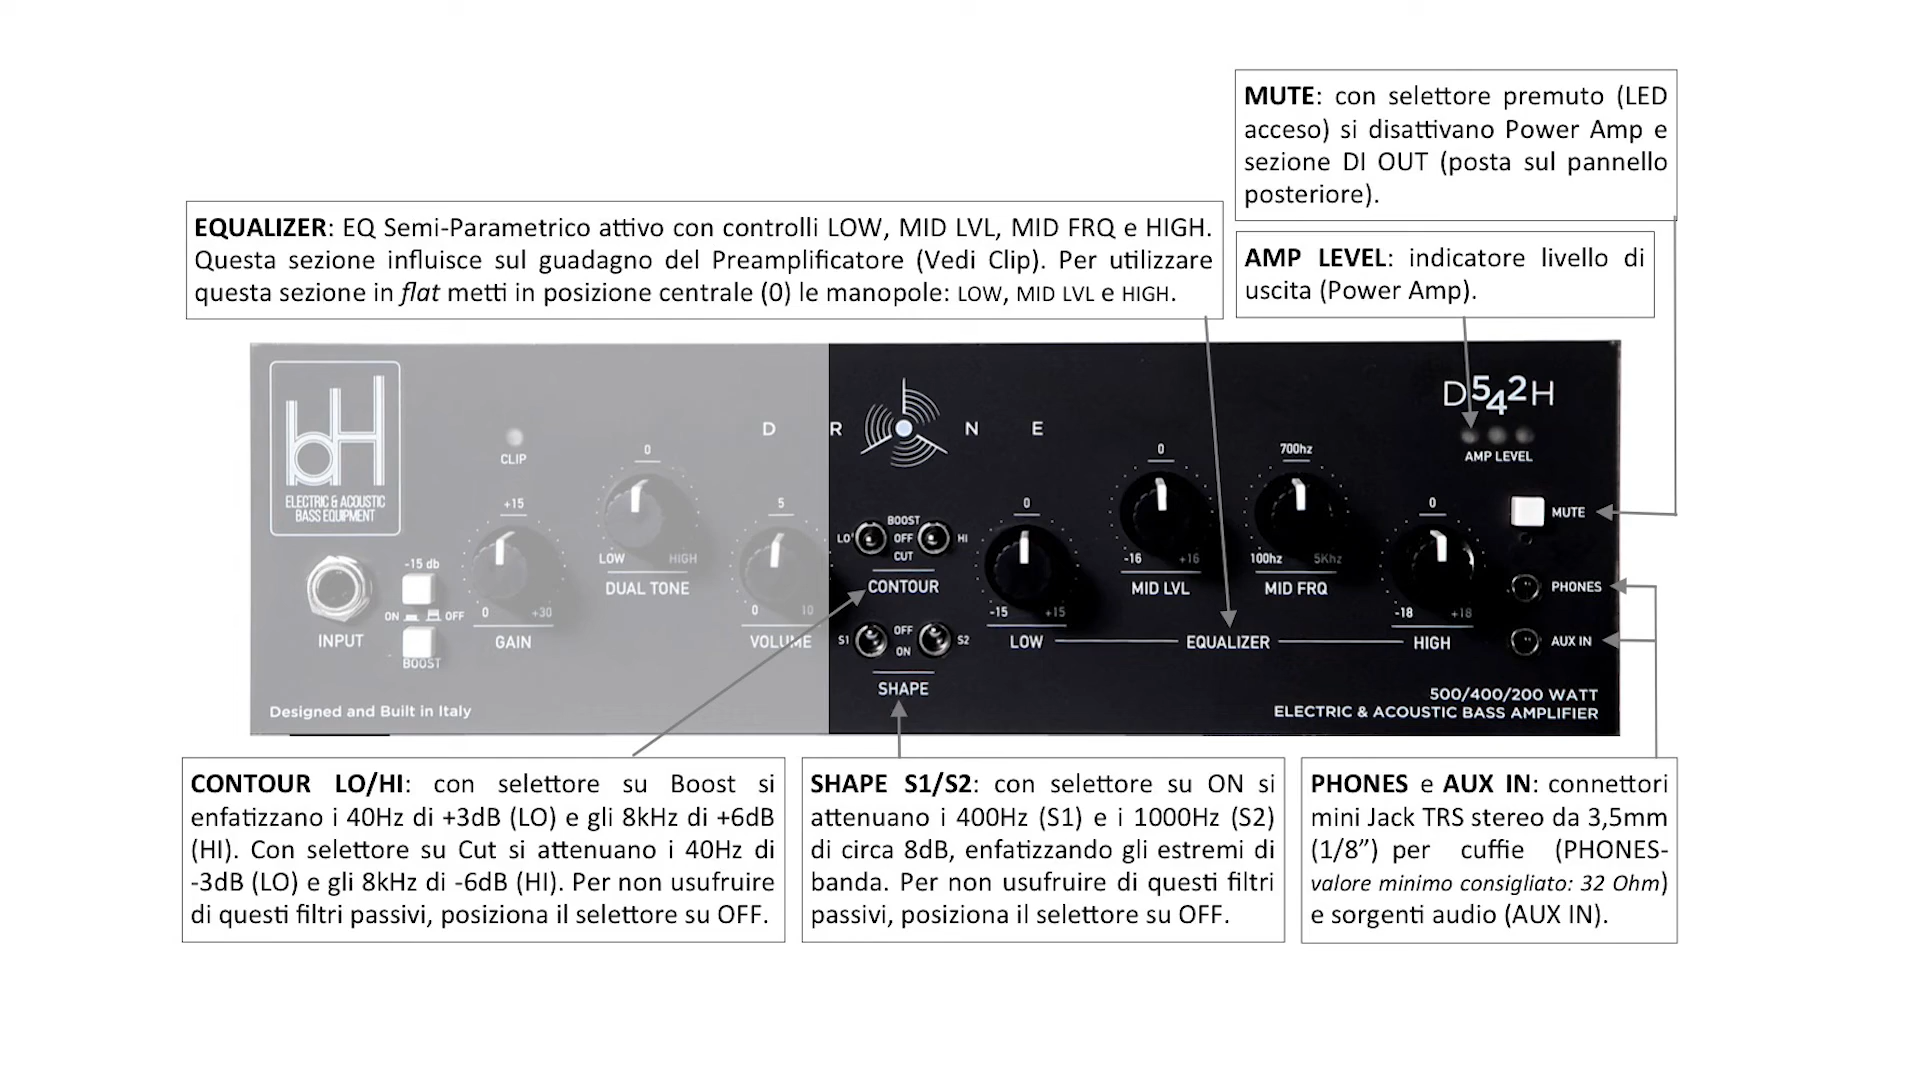 MUTE: con selettore premuto (LED
acceso) si disattivano Power Amp e
sezione DI OUT (posta sul pannello
posteriore).
EQUALIZER: EQ Semi-Parametrico attivo con controlli LOW, MID LVL, MID FRQ e HIGH.
Questa sezione influisce sul guadagno del Preamplificatore (Vedi Clip). Per utilizzare
questa sezione in flat metti in posizione centrale (0) le manopole: LOW, MID LVL e HIGH.
AMP LEVEL: indicatore livello di
uscita (Power Amp).
bH
ELECTRIC & ACOUSTIC
BASS EQUIPMENT
INPUT
-15 db
ON OFF
BOOST
CLIP
+15
0 +30
GAIN
0
LOW HIGH
DUAL TONE
5
0 10
VOLUME
D R N E
LO BOOST HI
OFF
CUT
CONTOUR
S1 OFF S2
ON
SHAPE
0
-15 +15
LOW
0
-16 +16
MID LVL
700hz
100hz 5Khz
MID FRQ
EQUALIZER
0
-18 +18
HIGH
D542H
AMP LEVEL
MUTE
PHONES
AUX IN
Designed and Built in Italy
500/400/200 WATT
ELECTRIC & ACOUSTIC BASS AMPLIFIER
CONTOUR LO/HI: con selettore su Boost si
enfatizzano i 40Hz di +3dB (LO) e gli 8kHz di +6dB
(HI). Con selettore su Cut si attenuano i 40Hz di
-3dB (LO) e gli 8kHz di -6dB (HI). Per non usufruire
di questi filtri passivi, posiziona il selettore su OFF.
SHAPE S1/S2: con selettore su ON si
attenuano i 400Hz (S1) e i 1000Hz (S2)
di circa 8dB, enfatizzando gli estremi di
banda. Per non usufruire di questi filtri
passivi, posiziona il selettore su OFF.
PHONES e AUX IN: connettori
mini Jack TRS stereo da 3,5mm
(1/8”) per cuffie (PHONES-
valore minimo consigliato: 32 Ohm)
e sorgenti audio (AUX IN).